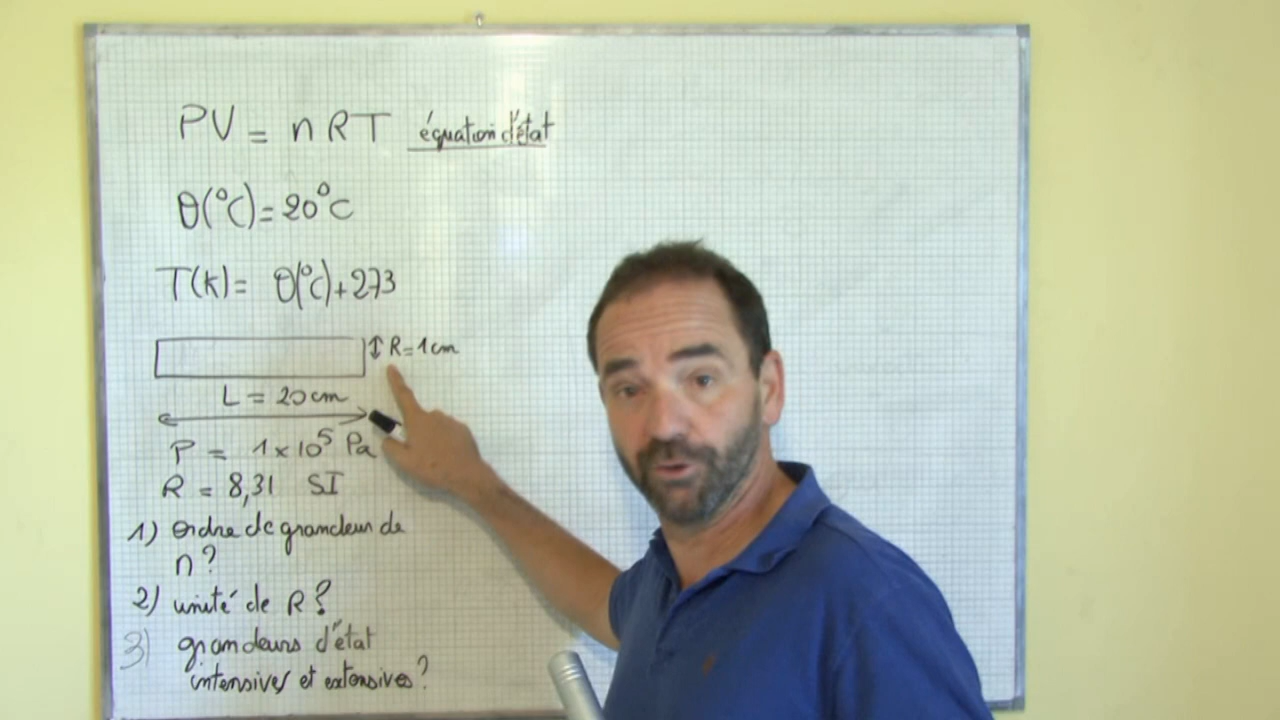 PV = nRT équation d'état
θ(°C) = 20°C
T(K) = θ(°C) + 273
R = 1 cm
L = 20 cm
P = 1 × 10⁵ Pa
R = 8,31 SI
1) ordre de grandeur de
n ?
2) unité de R ?
3) grandeurs d'état
intensives et extensives ?